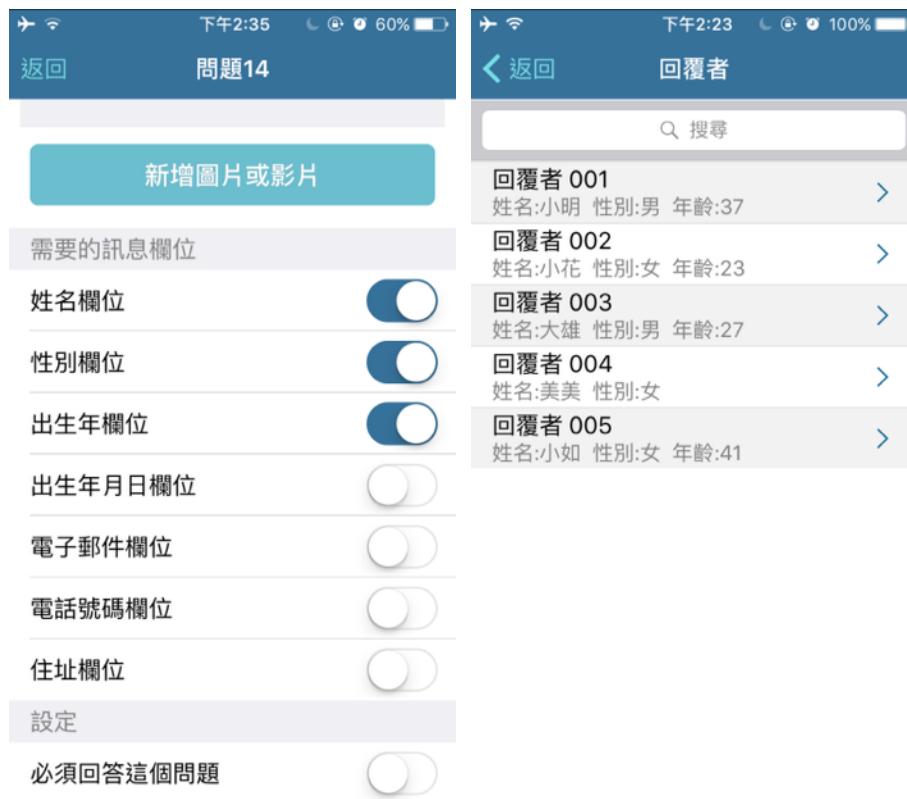 下午2:35 60%
返回 問題14
新增圖片或影片
需要的訊息欄位
姓名欄位
性別欄位
出生年欄位
出生年月日欄位
電子郵件欄位
電話號碼欄位
住址欄位
設定
必須回答這個問題
下午2:23 100%
返回 回覆者
搜尋
回覆者 001
姓名:小明 性別:男 年齡:37
回覆者 002
姓名:小花 性別:女 年齡:23
回覆者 003
姓名:大雄 性別:男 年齡:27
回覆者 004
姓名:美美 性別:女
回覆者 005
姓名:小如 性別:女 年齡:41